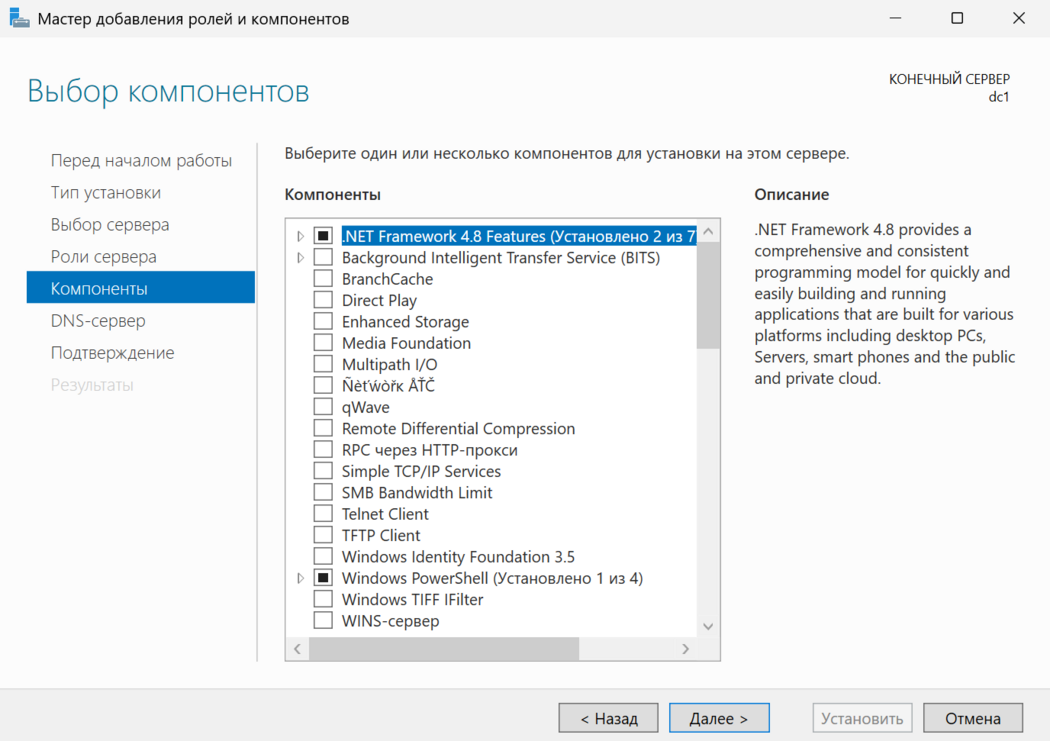 Мастер добавления ролей и компонентов
Выбор компонентов
КОНЕЧНЫЙ СЕРВЕР
dc1
Перед началом работы
Тип установки
Выбор сервера
Роли сервера
Компоненты
DNS-сервер
Подтверждение
Результаты
Выберите один или несколько компонентов для установки на этом сервере.
Компоненты
.NET Framework 4.8 Features (Установлено 2 из 7
Background Intelligent Transfer Service (BITS)
BranchCache
Direct Play
Enhanced Storage
Media Foundation
Multipath I/O
Ñèťẃòřk ÅŤČ
qWave
Remote Differential Compression
RPC через HTTP-прокси
Simple TCP/IP Services
SMB Bandwidth Limit
Telnet Client
TFTP Client
Windows Identity Foundation 3.5
Windows PowerShell (Установлено 1 из 4)
Windows TIFF IFilter
WINS-сервер
Описание
.NET Framework 4.8 provides a
comprehensive and consistent
programming model for quickly and
easily building and running
applications that are built for various
platforms including desktop PCs,
Servers, smart phones and the public
and private cloud.
< Назад
Далее >
Установить
Отмена